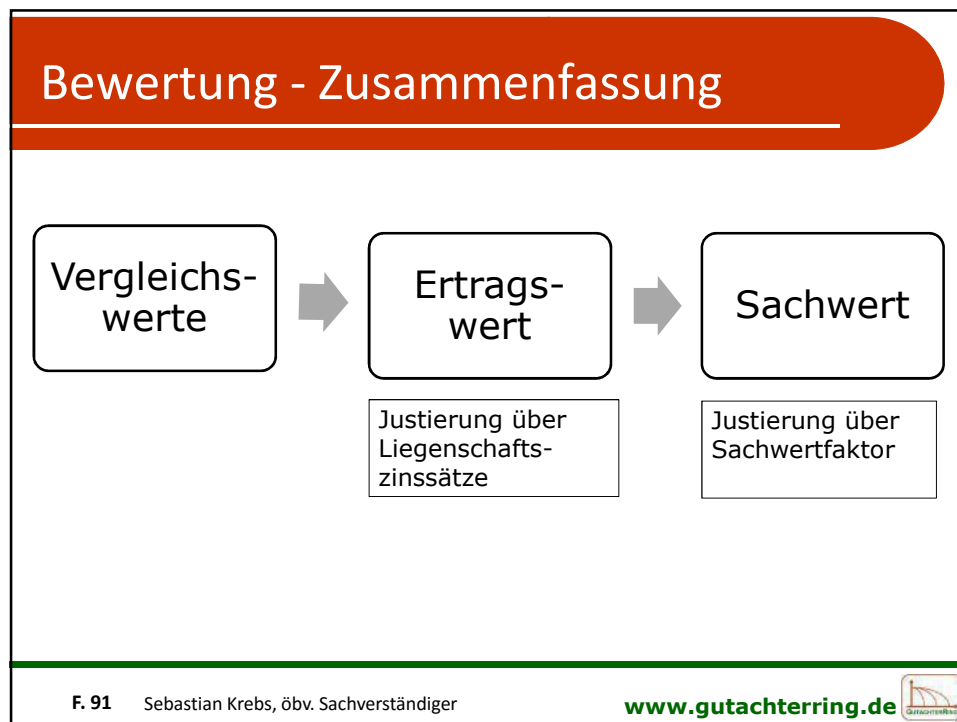 Bewertung - Zusammenfassung
Vergleichs-
werte
Ertrags-
wert
Sachwert
Justierung über
Liegenschafts-
zinssätze
Justierung über
Sachwertfaktor
F. 91 Sebastian Krebs, öbv. Sachverständiger www.gutachterring.de
GUTACHTERRING